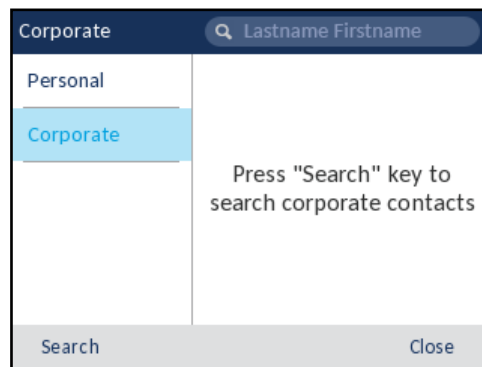 Corporate
Lastname Firstname
Personal
Corporate
Press "Search" key to
search corporate contacts
Search
Close